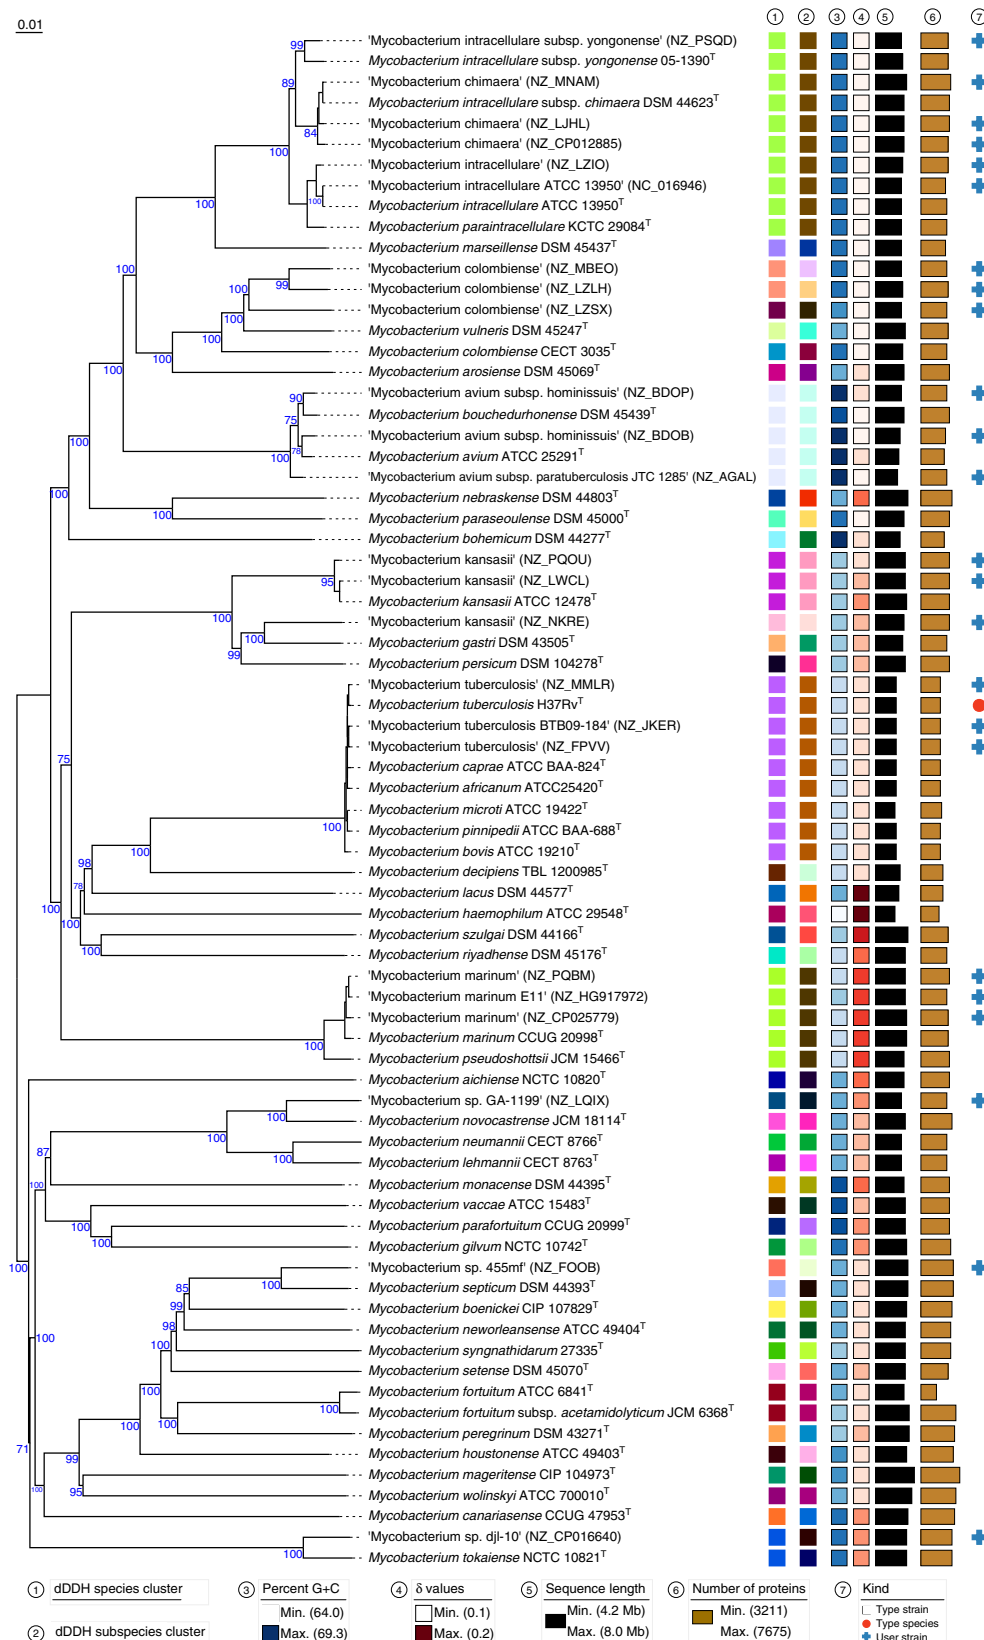 0.01
1 2 3 4 5 6 7
99 'Mycobacterium intracellulare subsp. yongonense' (NZ_PSQD)
Mycobacterium intracellulare subsp. yongonense 05-1390T
89 'Mycobacterium chimaera' (NZ_MNAM)
Mycobacterium intracellulare subsp. chimaera DSM 44623T
'Mycobacterium chimaera' (NZ_LJHL)
84 'Mycobacterium chimaera' (NZ_CP012885)
100 'Mycobacterium intracellulare' (NZ_LZIO)
'Mycobacterium intracellulare ATCC 13950' (NC_016946)
100 Mycobacterium intracellulare ATCC 13950T
100 Mycobacterium paraintracellulare KCTC 29084T
Mycobacterium marseillense DSM 45437T
100 'Mycobacterium colombiense' (NZ_MBEO)
100 99 'Mycobacterium colombiense' (NZ_LZLH)
100 'Mycobacterium colombiense' (NZ_LZSX)
100 Mycobacterium vulneris DSM 45247T
Mycobacterium colombiense CECT 3035T
100 Mycobacterium arosiense DSM 45069T
90 'Mycobacterium avium subsp. hominissuis' (NZ_BDOP)
75 Mycobacterium bouchedurhonense DSM 45439T
100 'Mycobacterium avium subsp. hominissuis' (NZ_BDOB)
100 78 Mycobacterium avium ATCC 25291T
'Mycobacterium avium subsp. paratuberculosis JTC 1285' (NZ_AGAL)
100 Mycobacterium nebraskense DSM 44803T
100 Mycobacterium paraseoulense DSM 45000T
Mycobacterium bohemicum DSM 44277T
'Mycobacterium kansasii' (NZ_PQOU)
95 'Mycobacterium kansasii' (NZ_LWCL)
Mycobacterium kansasii ATCC 12478T
100 'Mycobacterium kansasii' (NZ_NKRE)
100 Mycobacterium gastri DSM 43505T
99 Mycobacterium persicum DSM 104278T
'Mycobacterium tuberculosis' (NZ_MMLR)
Mycobacterium tuberculosis H37RvT
'Mycobacterium tuberculosis BTB09-184' (NZ_JKER)
'Mycobacterium tuberculosis' (NZ_FPVV)
75 Mycobacterium caprae ATCC BAA-824T
Mycobacterium africanum ATCC25420T
Mycobacterium microti ATCC 19422T
100 Mycobacterium pinnipedii ATCC BAA-688T
100 Mycobacterium bovis ATCC 19210T
98 Mycobacterium decipiens TBL 1200985T
78 Mycobacterium lacus DSM 44577T
100 100 Mycobacterium haemophilum ATCC 29548T
Mycobacterium szulgai DSM 44166T
100 Mycobacterium riyadhense DSM 45176T
'Mycobacterium marinum' (NZ_PQBM)
'Mycobacterium marinum E11' (NZ_HG917972)
'Mycobacterium marinum' (NZ_CP025779)
Mycobacterium marinum CCUG 20998T
100 Mycobacterium pseudoshottsii JCM 15466T
Mycobacterium aichiense NCTC 10820T
'Mycobacterium sp. GA-1199' (NZ_LQIX)
100 Mycobacterium novocastrense JCM 18114T
100 Mycobacterium neumannii CECT 8766T
87 100 Mycobacterium lehmannii CECT 8763T
100 Mycobacterium monacense DSM 44395T
Mycobacterium vaccae ATCC 15483T
100 Mycobacterium parafortuitum CCUG 20999T
100 Mycobacterium gilvum NCTC 10742T
100 'Mycobacterium sp. 455mf' (NZ_FOOB)
85 100 Mycobacterium septicum DSM 44393T
99 Mycobacterium boenickei CIP 107829T
98 Mycobacterium neworleansense ATCC 49404T
100 100 Mycobacterium syngnathidarum 27335T
Mycobacterium setense DSM 45070T
100 Mycobacterium fortuitum ATCC 6841T
100 Mycobacterium fortuitum subsp. acetamidolyticum JCM 6368T
100 100 Mycobacterium peregrinum DSM 43271T
71 99 Mycobacterium houstonense ATCC 49403T
Mycobacterium mageritense CIP 104973T
100 95 Mycobacterium wolinskyi ATCC 700010T
Mycobacterium canariasense CCUG 47953T
'Mycobacterium sp. djl-10' (NZ_CP016640)
100 Mycobacterium tokaiense NCTC 10821T
1 dDDH species cluster
2 dDDH subspecies cluster
3 Percent G+C
Min. (64.0)
Max. (69.3)
4 δ values
Min. (0.1)
Max. (0.2)
5 Sequence length
Min. (4.2 Mb)
Max. (8.0 Mb)
6 Number of proteins
Min. (3211)
Max. (7675)
7 Kind
Type strain
Type species
User strain